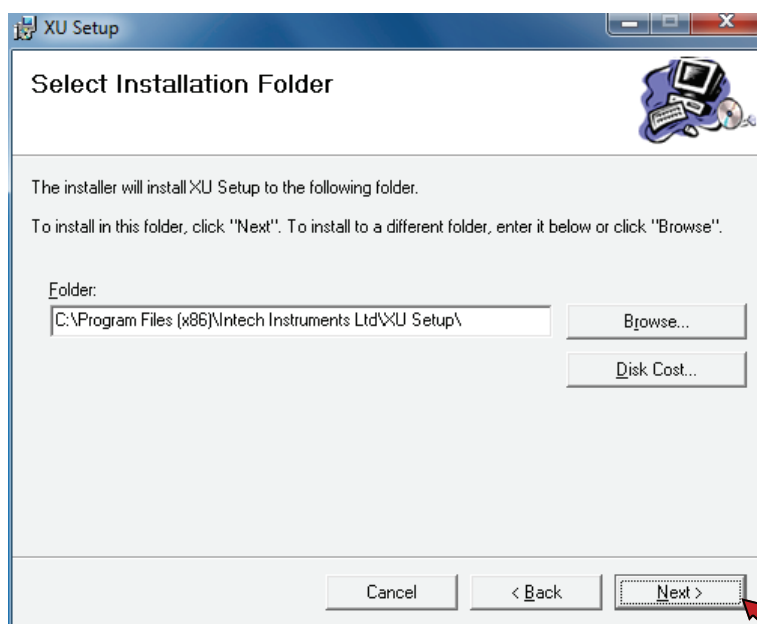 XU Setup
Select Installation Folder
The installer will install XU Setup to the following folder.
To install in this folder, click "Next". To install to a different folder, enter it below or click "Browse".
Folder:
C:\Program Files (x86)\Intech Instruments Ltd\XU Setup\
Browse...
Disk Cost...
Cancel
< Back
Next >